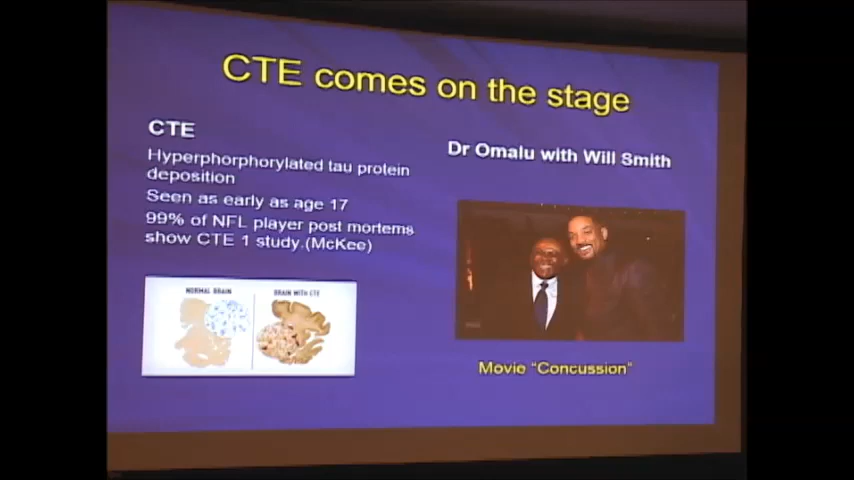 CTE comes on the stage
CTE
Hyperphorphorylated tau protein
deposition
Seen as early as age 17
99% of NFL player post mortems
show CTE 1 study.(McKee)
NORMAL BRAIN
BRAIN WITH CTE
Dr Omalu with Will Smith
Movie "Concussion"